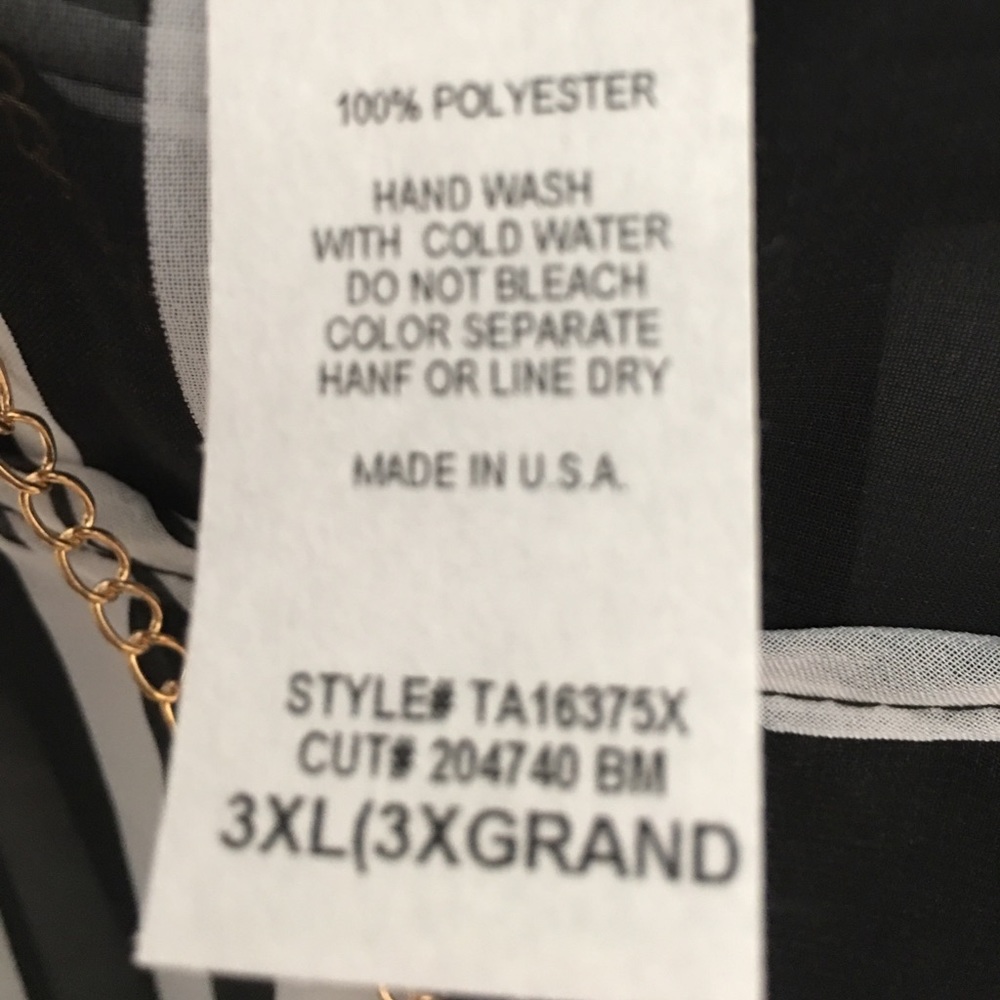 100% POLYESTER
HAND WASH
WITH COLD WATER
DO NOT BLEACH
COLOR SEPARATE
HANF OR LINE DRY
MADE IN U.S.A.
STYLE# TA16375X
CUT# 204740 BM
3XL(3XGRAND